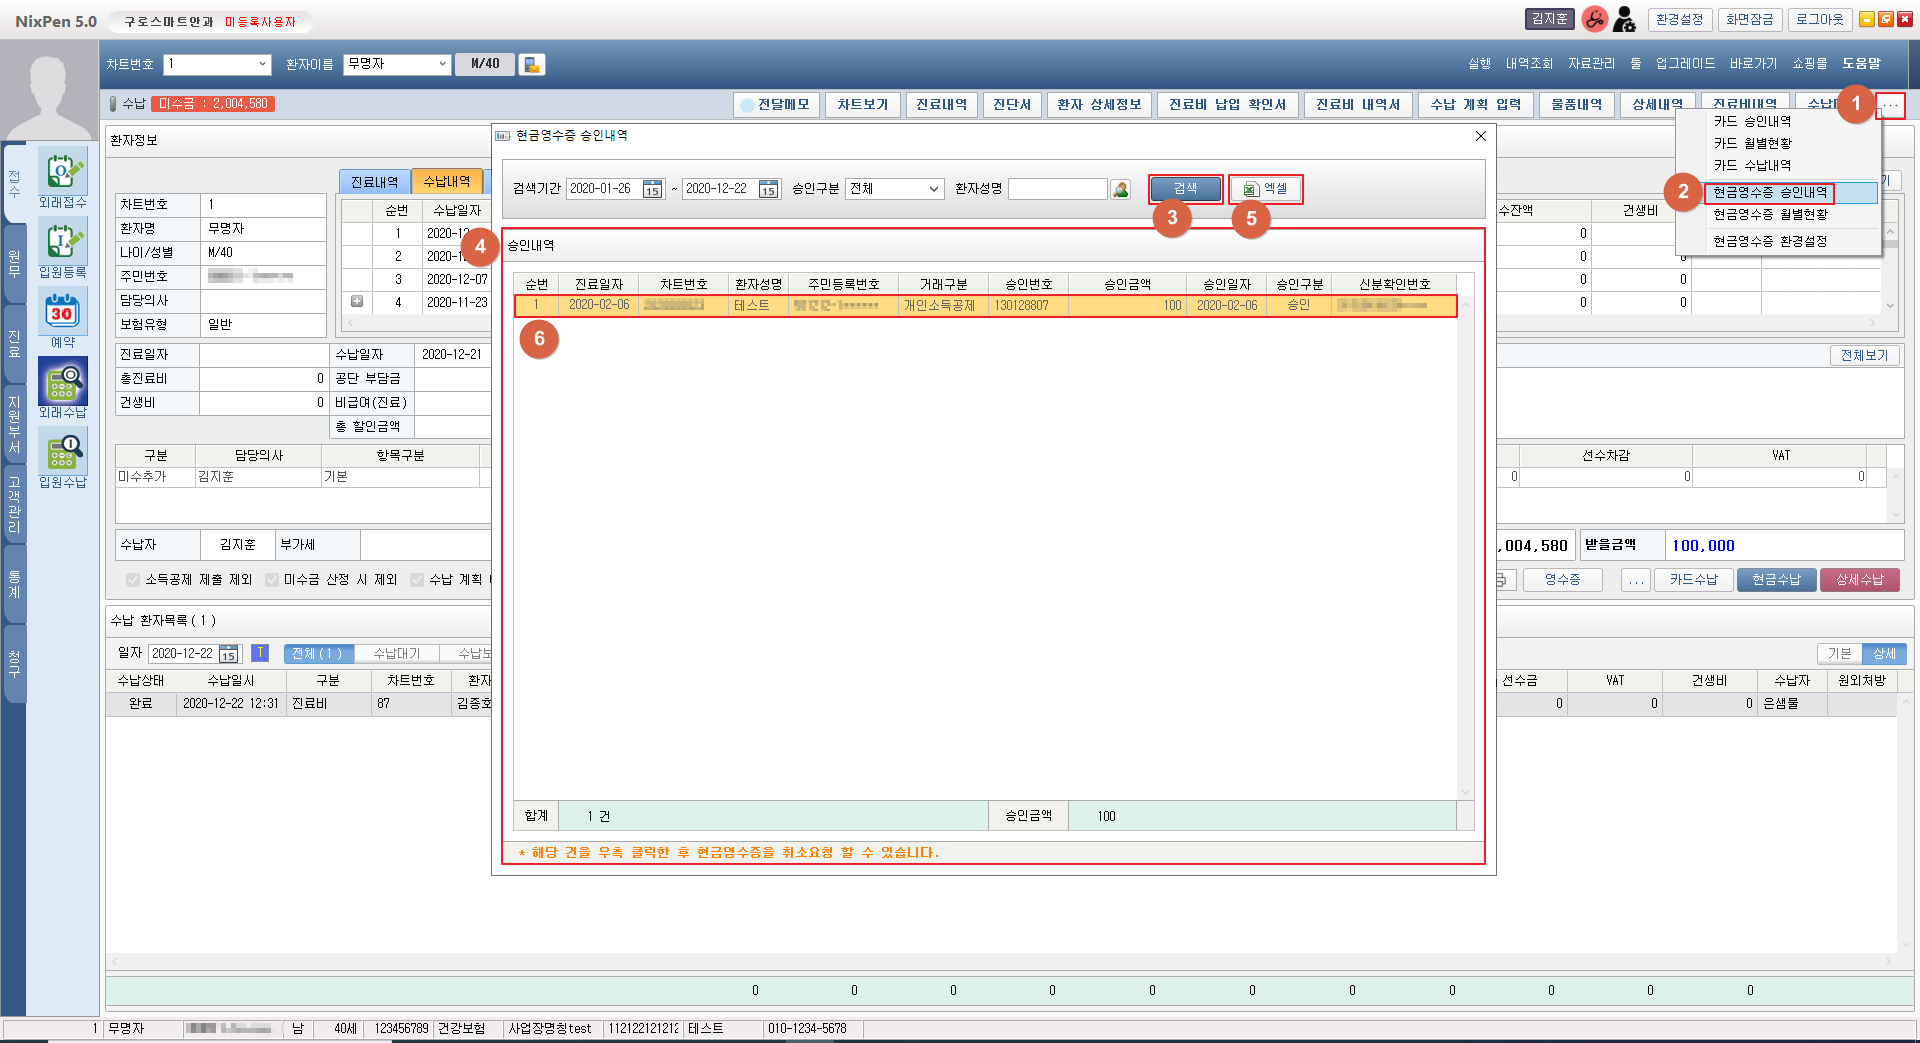 NixPen 5.0 구로스마트안과 미등록사용자 김지훈 환경설정 화면잠금 로그아웃
차트번호 1 환자이름 무명자 M/40 실행 내역조회 자료관리 툴 업그레이드 바로가기 쇼핑몰 도움말
수납 미수금 : 2,004,580 전달메모 차트보기 진료내역 진단서 환자 상세정보 진료비 납입 확인서 진료비 내역서 수납 계획 입력 물품내역 상세내역 진료비내역 1 ...
카드 승인내역
카드 월별현황
카드 수납내역
2 현금영수증 승인내역
현금영수증 월별현황
현금영수증 환경설정
접수
원무
진료
지원부서
고객관리
통계
청구
외래접수
입원등록
30
예약
외래수납
입원수납
환자정보
진료내역 수납내역
차트번호 1
환자명 무명자
나이/성별 M/40
주민번호
담당의사
보험유형 일반
순번 수납일자
1
2
3 2020-12-07
4 2020-11-23
진료일자 수납일자 2020-12-21
총진료비 0 공단 부담금
건생비 0 비급여(진료)
총 할인금액
구분 담당의사 항목구분
미수추가 김지훈 기본
수납자 김지훈 부가세
소득공제 제출 제외 미수금 산정 시 제외 수납 계획
현금영수증 승인내역
검색기간 2020-01-26 15 ~ 2020-12-22 15 승인구분 전체 환자성명 검색 엑셀
3 5
4 승인내역
순번 진료일자 차트번호 환자성명 주민등록번호 거래구분 승인번호 승인금액 승인일자 승인구분 신분확인번호
1 2020-02-06 테스트 개인소득공제 130128807 100 2020-02-06 승인
6
합계 1 건 승인금액 100
* 해당 건을 우측 클릭한 후 현금영수증을 취소요청 할 수 있습니다.
수잔액 건생비
0
0
0
0
전체보기
선수차감 VAT
0 0 0
,004,580 받을금액 100,000
영수증 ... 카드수납 현금수납 상세수납
수납 환자목록 ( 1 )
일자 2020-12-22 15 T 전체 ( 1 ) 수납대기 기본 상세
수납상태 수납일시 구분 차트번호 환자 선수금 VAT 건생비 수납자 원외처방
완료 2020-12-22 12:31 진료비 87 김종호 0 0 0 은샘물
0 0 0 0 0 0 0 0 0 0 0
1 무명자 남 40세 123456789 건강보험 사업장명칭test 112122121212 테스트 010-1234-5678